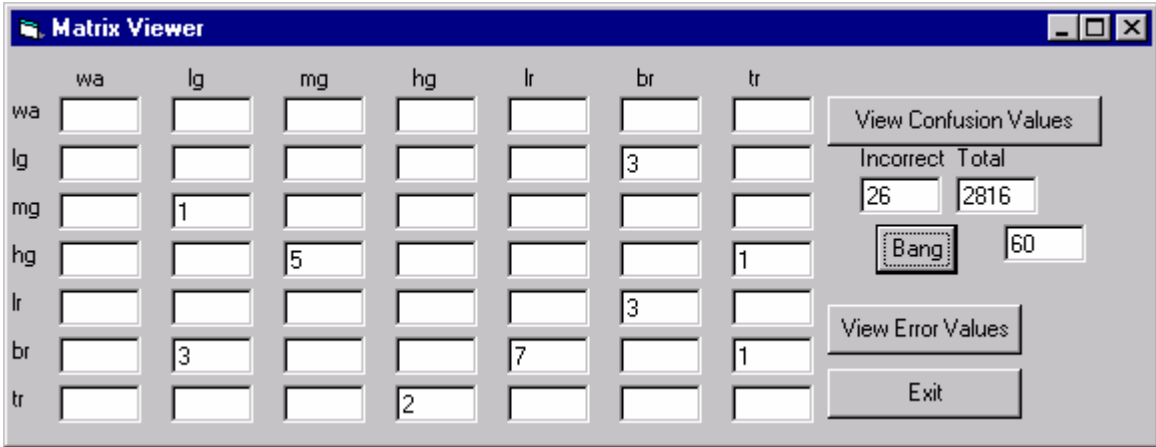 Matrix Viewer
wa lg mg hg lr br tr
wa View Confusion Values
lg 3 Incorrect Total
mg 1 26 2816
hg 5 1 Bang 60
lr 3 View Error Values
br 3 7 1
tr 2 Exit